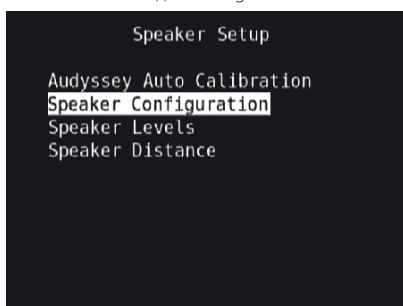 Speaker Setup
Audyssey Auto Calibration
Speaker Configuration
Speaker Levels
Speaker Distance